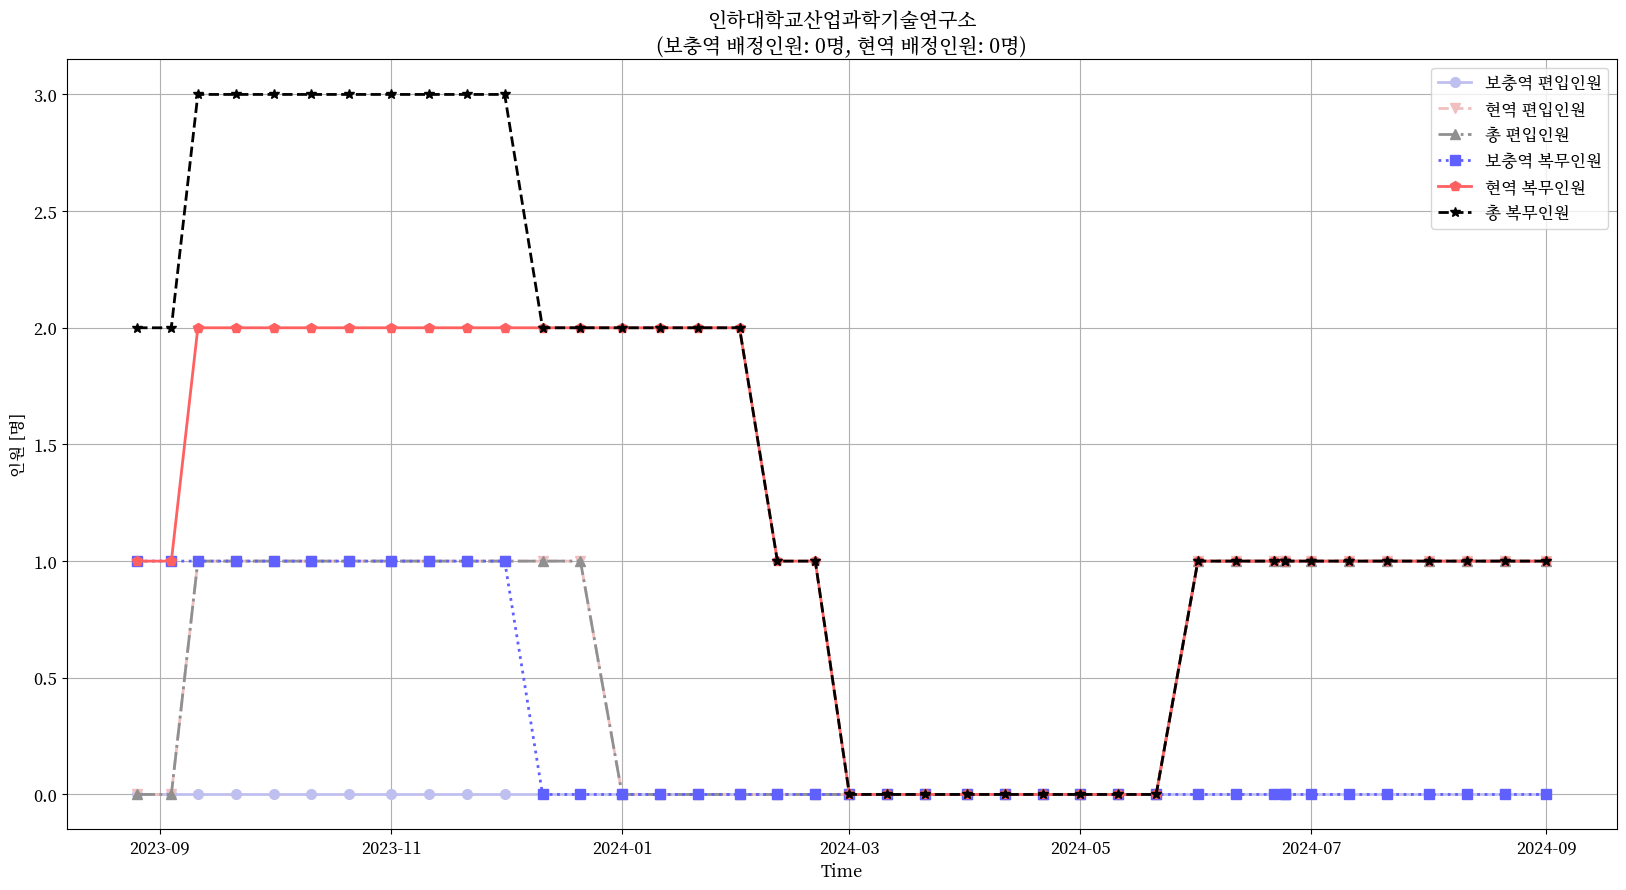 인하대학교산업과학기술연구소
(보충역 배정인원: 0명, 현역 배정인원: 0명)
보충역 편입인원
현역 편입인원
총 편입인원
보충역 복무인원
현역 복무인원
총 복무인원
인원 [명]
3.0
2.5
2.0
1.5
1.0
0.5
0.0
2023-09
2023-11
2024-01
2024-03
2024-05
2024-07
2024-09
Time